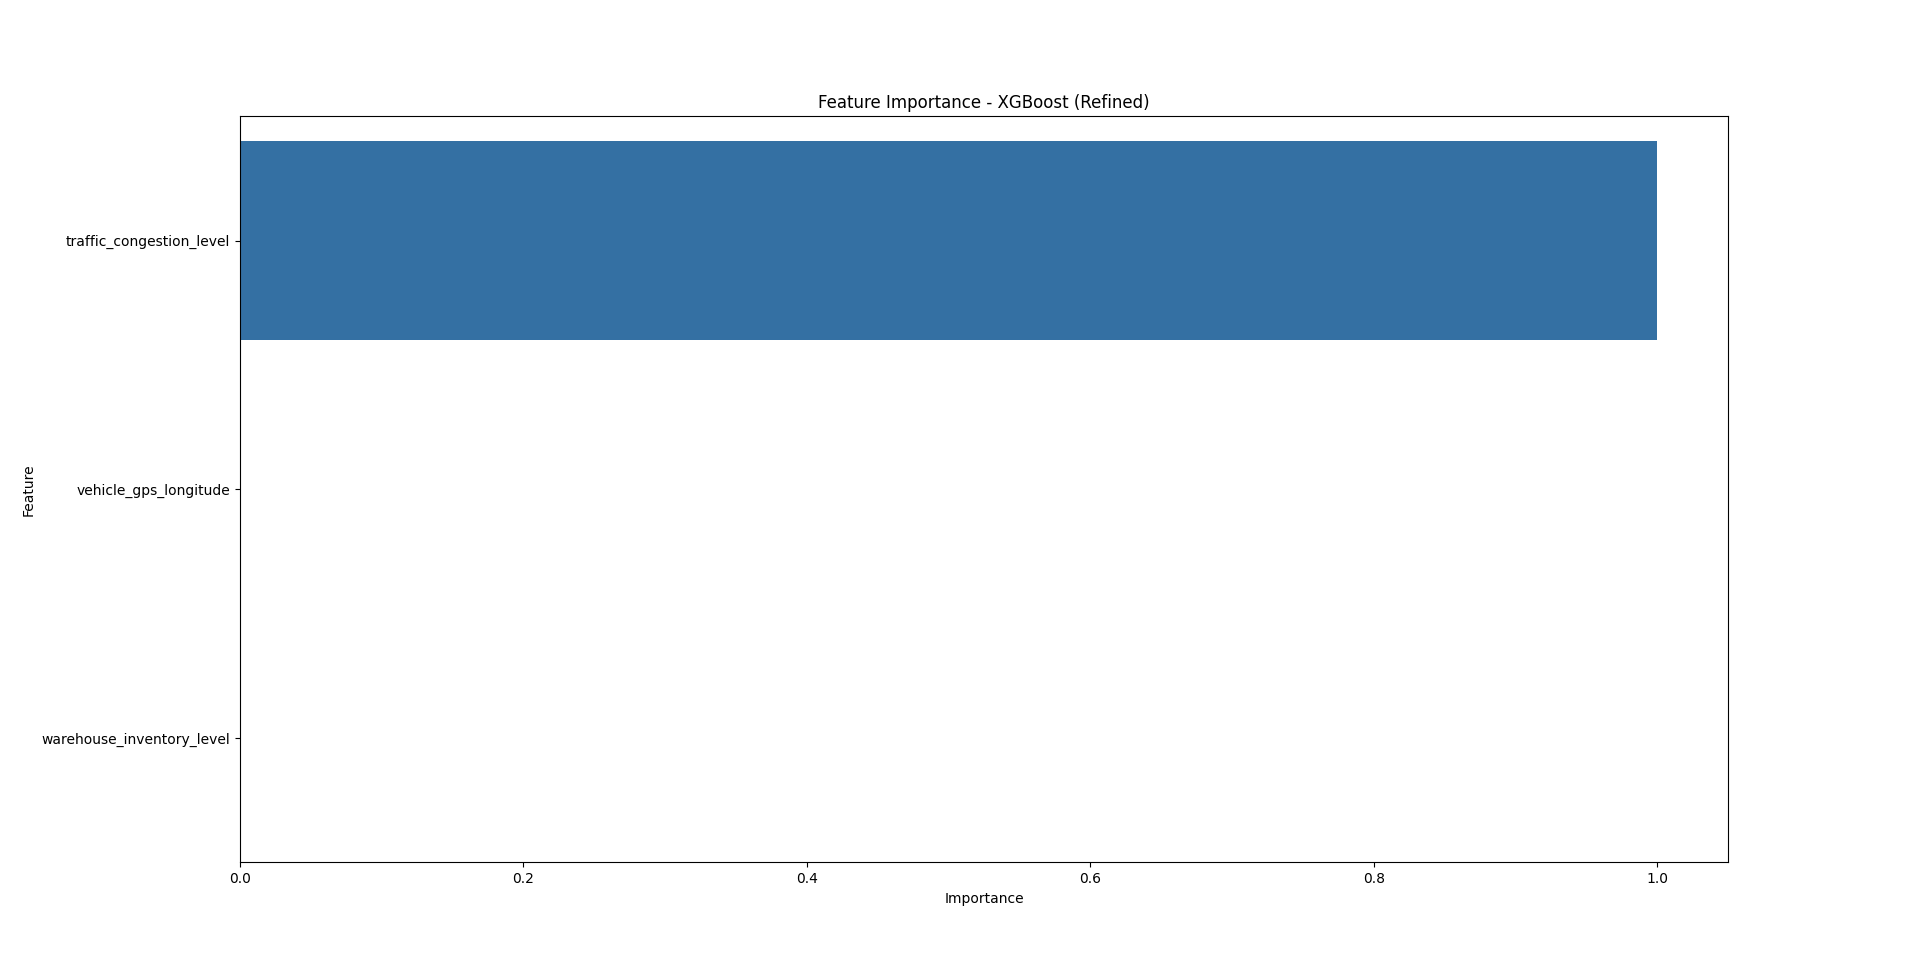 Feature Importance - XGBoost (Refined)
traffic_congestion_level
vehicle_gps_longitude
warehouse_inventory_level
Feature
0.0 0.2 0.4 0.6 0.8 1.0
Importance